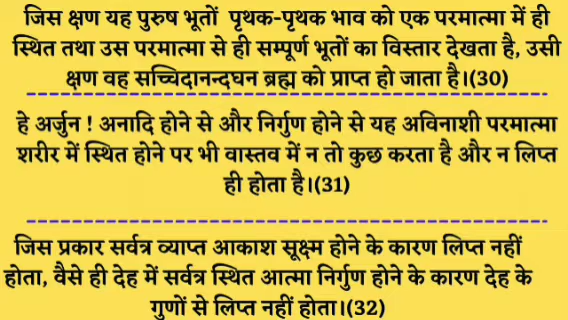 जिस क्षण यह पुरुष भूतों पृथक-पृथक भाव को एक परमात्मा में ही
स्थित तथा उस परमात्मा से ही सम्पूर्ण भूतों का विस्तार देखता है, उसी
क्षण वह सच्चिदानन्दघन ब्रह्म को प्राप्त हो जाता है।(30)
हे अर्जुन ! अनादि होने से और निर्गुण होने से यह अविनाशी परमात्मा
शरीर में स्थित होने पर भी वास्तव में न तो कुछ करता है और न लिप्त
ही होता है।(31)
जिस प्रकार सर्वत्र व्याप्त आकाश सूक्ष्म होने के कारण लिप्त नहीं
होता, वैसे ही देह में सर्वत्र स्थित आत्मा निर्गुण होने के कारण देह के
गुणों से लिप्त नहीं होता।(32)